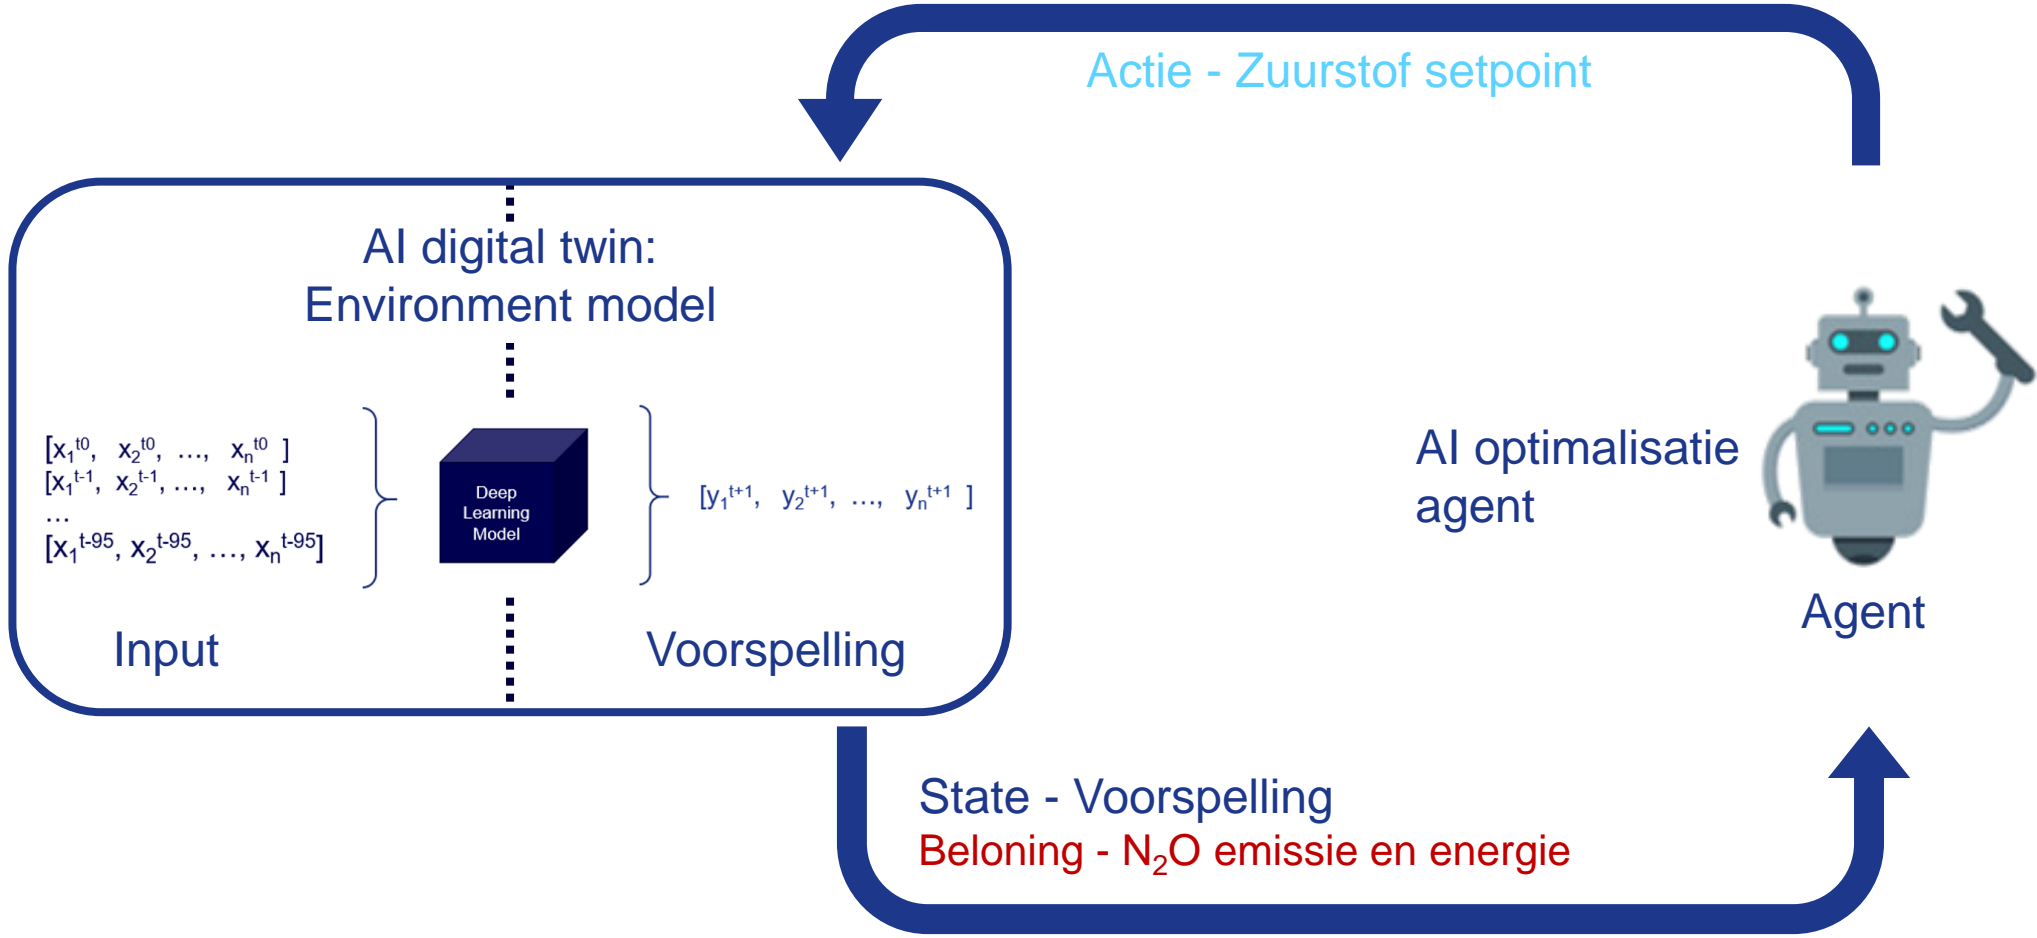 Actie - Zuurstof setpoint
AI digital twin:
Environment model
[x₁ᵗ⁰, x₂ᵗ⁰, …, xₙᵗ⁰ ]
[x₁ᵗ⁻¹, x₂ᵗ⁻¹, …, xₙᵗ⁻¹ ]
…
[x₁ᵗ⁻⁹⁵, x₂ᵗ⁻⁹⁵, …, xₙᵗ⁻⁹⁵]
Deep
Learning
Model
[y₁ᵗ⁺¹, y₂ᵗ⁺¹, …, yₙᵗ⁺¹ ]
Input
Voorspelling
AI optimalisatie
agent
Agent
State - Voorspelling
Beloning - N₂O emissie en energie